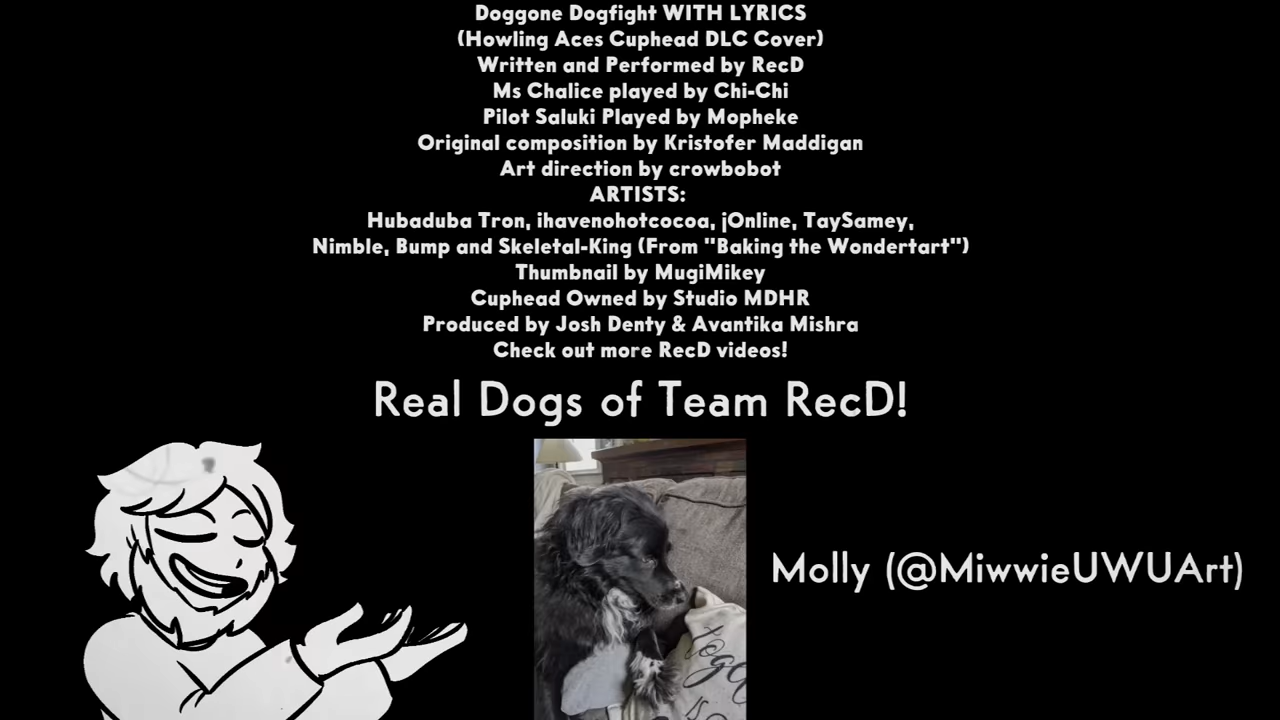 Doggone Dogfight WITH LYRICS
(Howling Aces Cuphead DLC Cover)
Written and Performed by RecD
Ms Chalice played by Chi-Chi
Pilot Saluki Played by Mopheke
Original composition by Kristofer Maddigan
Art direction by crowbobot
ARTISTS:
Hubaduba Tron, ihavenohotcocoa, jOnline, TaySamey,
Nimble, Bump and Skeletal-King (From "Baking the Wondertart")
Thumbnail by MugiMikey
Cuphead Owned by Studio MDHR
Produced by Josh Denty & Avantika Mishra
Check out more RecD videos!
Real Dogs of Team RecD!
Molly (@MiwwieUWUArt)